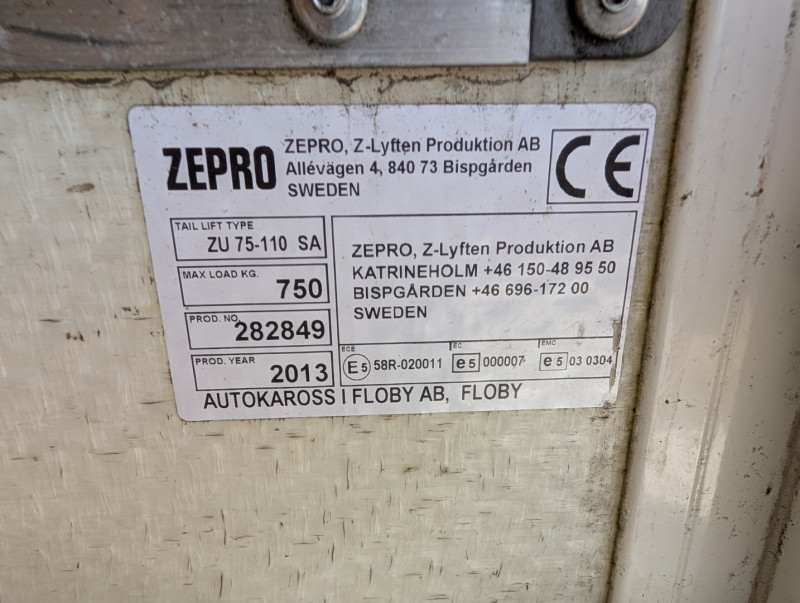 ZEPRO
ZEPRO, Z-Lyften Produktion AB
Allévägen 4, 840 73 Bispgården
SWEDEN
CE
TAIL LIFT TYPE
ZU 75-110 SA
MAX LOAD KG.
750
PROD. NO.
282849
PROD. YEAR
2013
ZEPRO, Z-Lyften Produktion AB
KATRINEHOLM +46 150-48 95 50
BISPGÅRDEN +46 696-172 00
SWEDEN
ECE
E5 58R-020011
EC
e5 000007
EMC
e5 03 0304
AUTOKAROSS I FLOBY AB, FLOBY